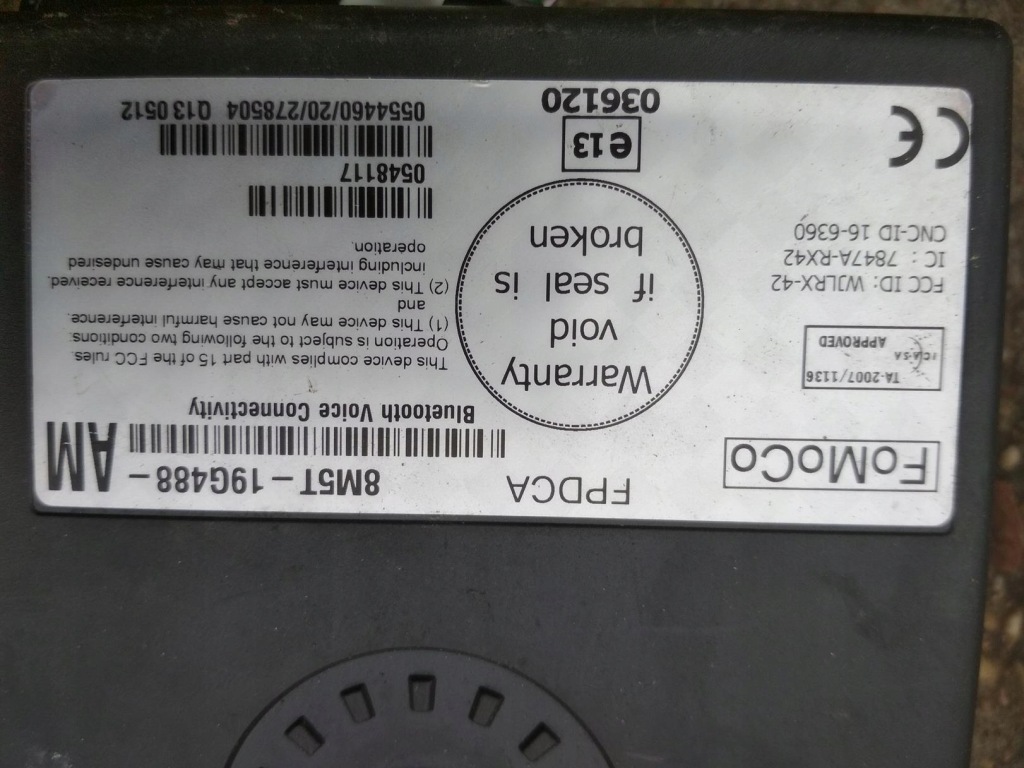 FoMoCo
FPDCA
8M5T - 19G488 -
AM
Bluetooth Voice Connectivity
TA-2007/1136
I C A S A
APPROVED
FCC ID: WJLRX-42
IC : 7847A-RX42
CNC-ID 16-6360
CE
Warranty
void
if seal is
broken
e13
036120
This device complies with part 15 of the FCC rules.
Operation is subject to the following two conditions:
(1) This device may not cause harmful interference.
and
(2) This device must accept any interference received.
including interference that may cause undesired
operation.
0548117
0554460/20/278504 Q13 0512